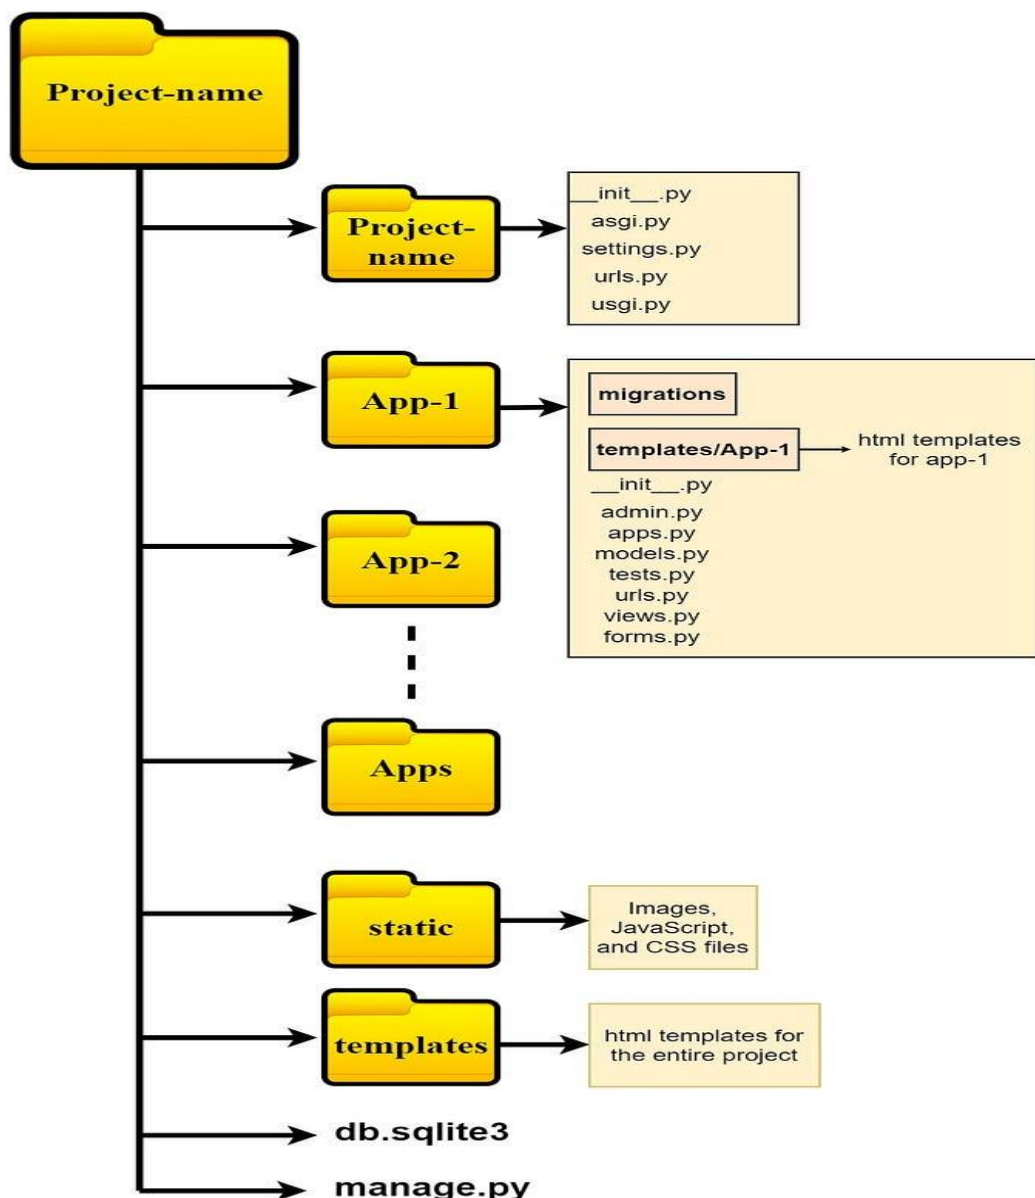 Project-name
Project-
name
__init__.py
asgi.py
settings.py
urls.py
usgi.py
App-1
migrations
templates/App-1
html templates
for app-1
__init__.py
admin.py
apps.py
models.py
tests.py
urls.py
views.py
forms.py
App-2
Apps
static
Images,
JavaScript,
and CSS files
templates
html templates for
the entire project
db.sqlite3
manage.py